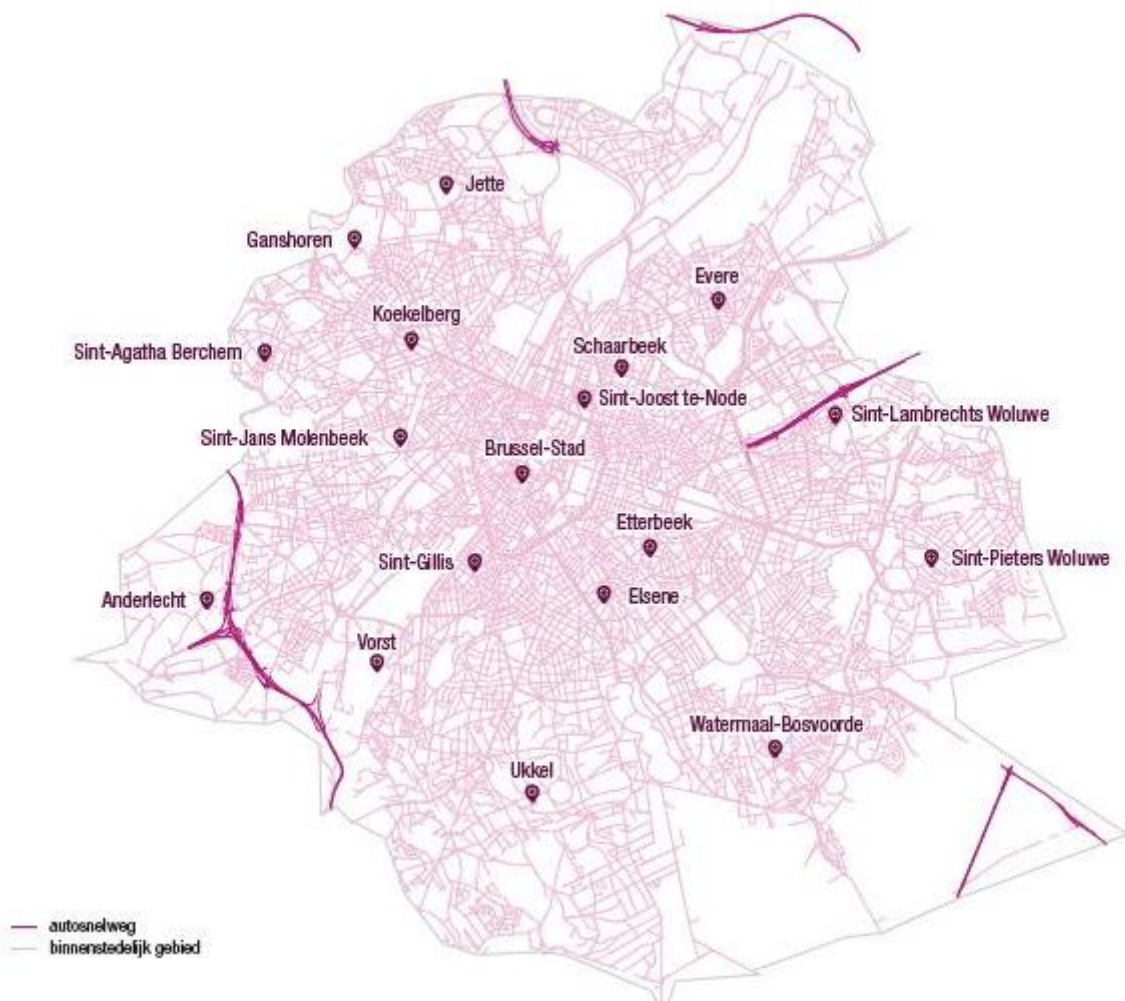 Jette
Ganshoren
Evere
Koekelberg
Schaarbeek
Sint-Agatha Berchem
Sint-Joost te-Node
Sint-Lambrechts Woluwe
Sint-Jans Molenbeek
Brussel-Stad
Etterbeek
Sint-Gillis
Sint-Pieters Woluwe
Anderlecht
Elsene
Vorst
Watermaal-Bosvoorde
Ukkel
autosnelweg
binnenstedelijk gebied